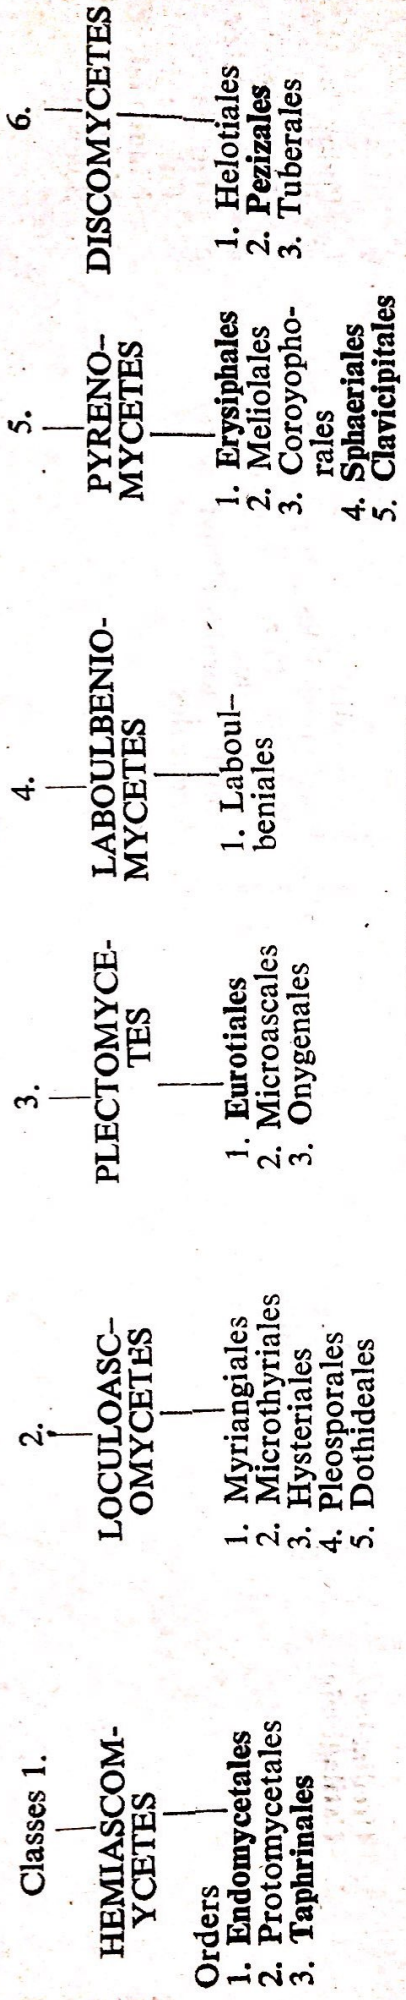 Classes 1.
HEMIASCOM-
YCETES
Orders
1. Endomycetales
2. Protomycetales
3. Taphrinales
2.
LOCULOASC-
OMYCETES
1. Myriangiales
2. Microthyriales
3. Hysteriales
4. Pleosporales
5. Dothideales
3.
PLECTOMYCE-
TES
1. Eurotiales
2. Microascales
3. Onygenales
4.
LABOULBENIO-
MYCETES
1. Laboul-
beniales
5.
PYRENO-
MYCETES
1. Erysiphales
2. Meliolales
3. Coroyopho-
rales
4. Sphaeriales
5. Clavicipitales
6.
DISCOMYCETES
1. Helotiales
2. Pezizales
3. Tuberales